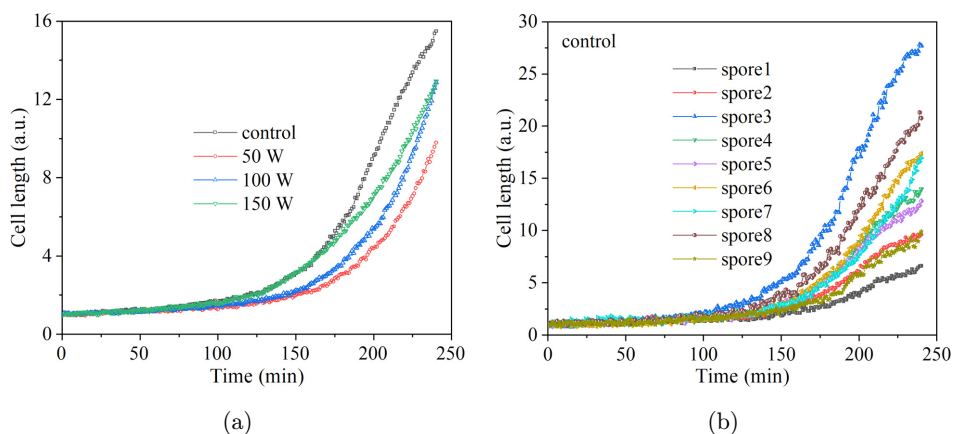 16
12
8
4
0
Cell length (a.u.)
control
50 W
100 W
150 W
0 50 100 150 200 250
Time (min)
(a)
30
25
20
15
10
5
0
Cell length (a.u.)
control
spore1
spore2
spore3
spore4
spore5
spore6
spore7
spore8
spore9
0 50 100 150 200 250
Time (min)
(b)